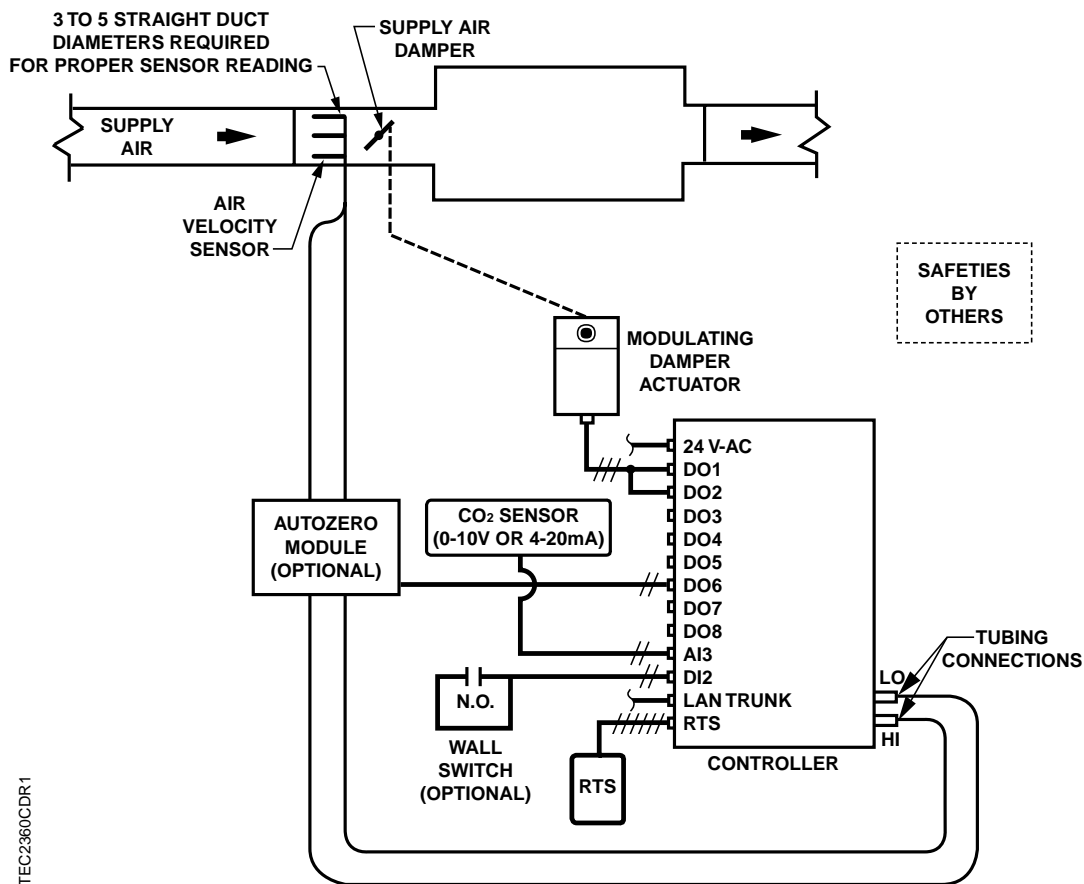 3 TO 5 STRAIGHT DUCT
DIAMETERS REQUIRED
FOR PROPER SENSOR READING
SUPPLY AIR
DAMPER
SUPPLY
AIR
AIR
VELOCITY
SENSOR
SAFETIES
BY
OTHERS
MODULATING
DAMPER
ACTUATOR
24 V-AC
DO1
DO2
DO3
DO4
DO5
DO6
DO7
DO8
AI3
DI2
LAN TRUNK
RTS
CO₂ SENSOR
(0-10V OR 4-20mA)
AUTOZERO
MODULE
(OPTIONAL)
TUBING
CONNECTIONS
LO
HI
N.O.
WALL
SWITCH
(OPTIONAL)
RTS
CONTROLLER
TEC2360CDR1